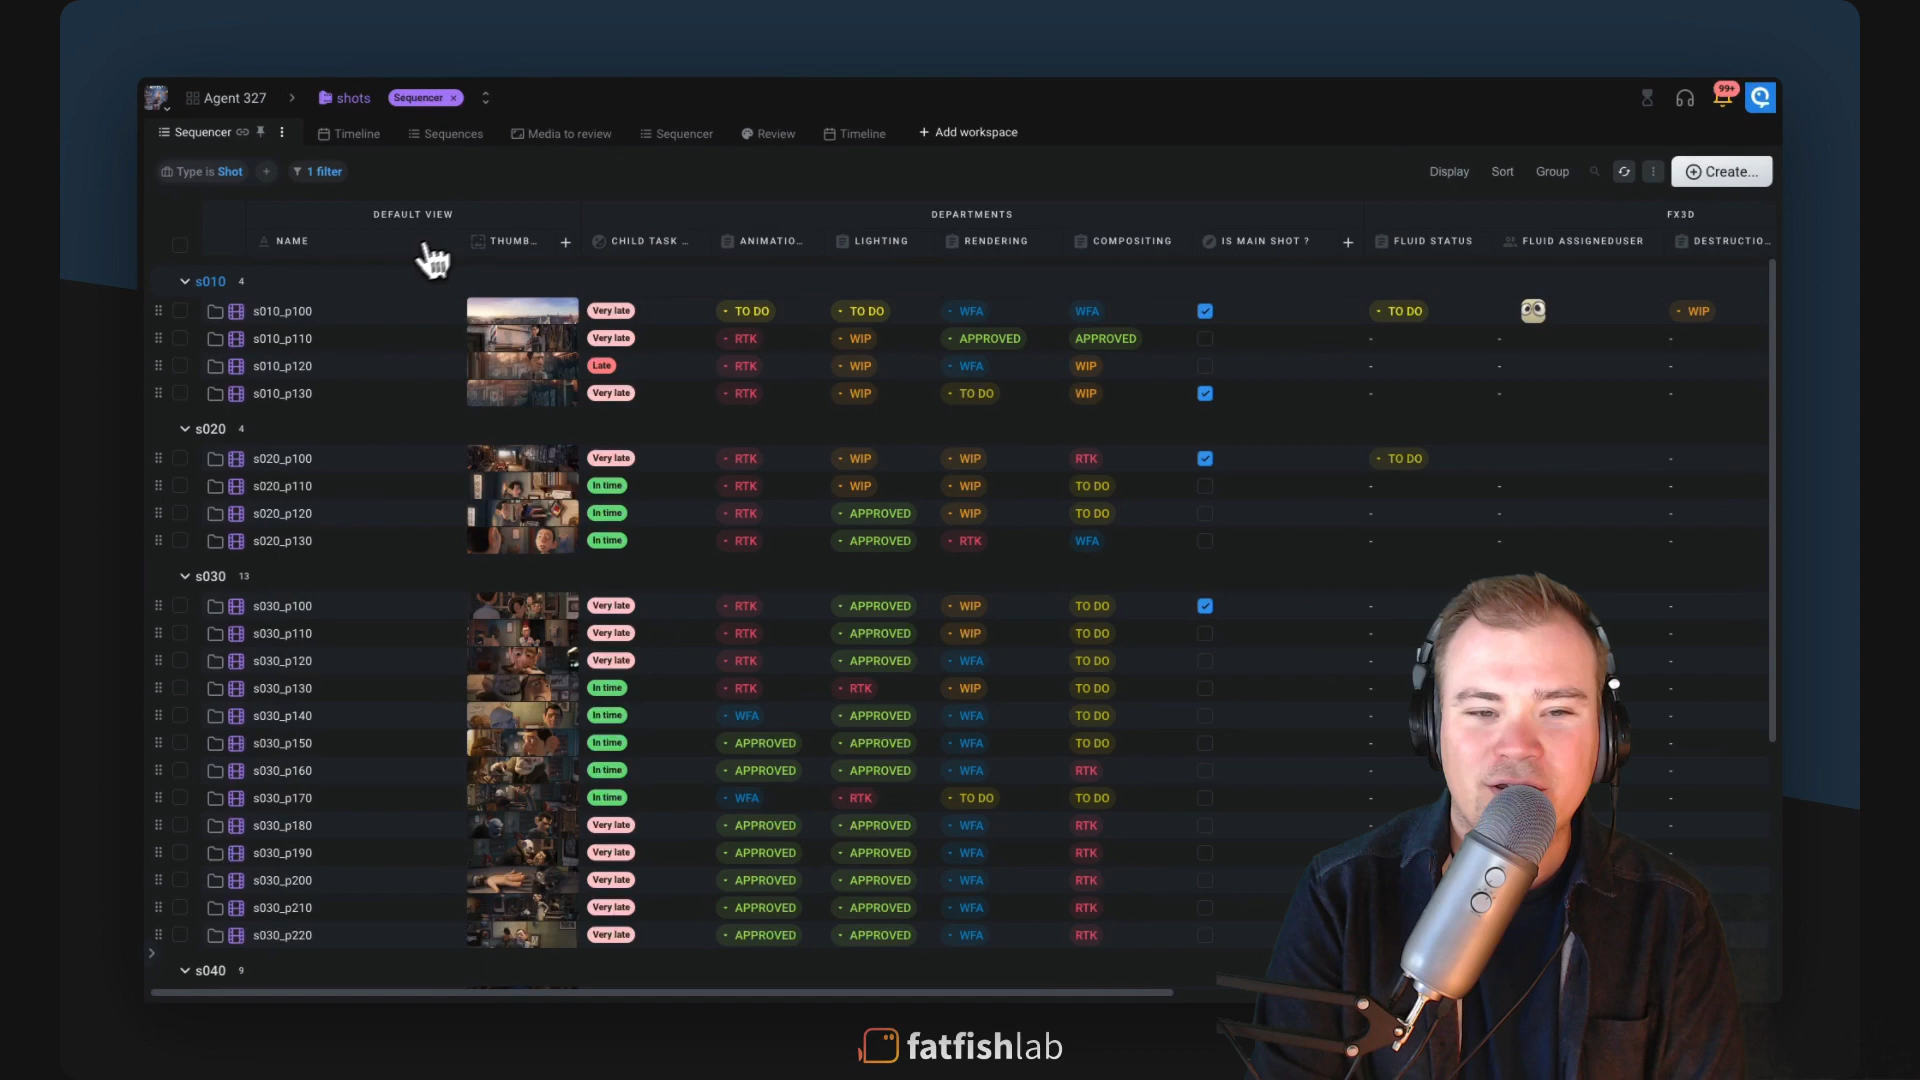 Agent 327 shots Sequencer × 99+
Sequencer Timeline Sequences Media to review Sequencer Review Timeline + Add workspace
Type is Shot + 1 filter Display Sort Group Create...
DEFAULT VIEW DEPARTMENTS FX3D
NAME THUMB... + CHILD TASK ... ANIMATIO... LIGHTING RENDERING COMPOSITING IS MAIN SHOT ? + FLUID STATUS FLUID ASSIGNEDUSER DESTRUCTIO...
s010 4
s010_p100 Very late - TO DO - TO DO - WFA WFA - TO DO - WIP
s010_p110 Very late - RTK - WIP - APPROVED APPROVED - - -
s010_p120 Late - RTK - WIP - WFA WIP - - -
s010_p130 Very late - RTK - WIP - TO DO WIP - - -
s020 4
s020_p100 Very late - RTK - WIP - WIP RTK - TO DO -
s020_p110 In time - RTK - WIP - WIP TO DO - - -
s020_p120 In time - RTK - APPROVED - WIP TO DO - - -
s020_p130 In time - RTK - APPROVED - RTK WFA - - -
s030 13
s030_p100 Very late - RTK - APPROVED - WIP TO DO - -
s030_p110 Very late - RTK - APPROVED - WIP TO DO - -
s030_p120 Very late - RTK - APPROVED - WFA TO DO - -
s030_p130 In time - RTK - RTK - WIP TO DO - -
s030_p140 In time - WFA - APPROVED - WFA TO DO - -
s030_p150 In time - APPROVED - APPROVED - WFA TO DO - -
s030_p160 In time - APPROVED - APPROVED - WFA RTK - -
s030_p170 In time - WFA - RTK - TO DO TO DO - -
s030_p180 Very late - APPROVED - APPROVED - WFA RTK - -
s030_p190 Very late - APPROVED - APPROVED - WFA RTK -
s030_p200 Very late - APPROVED - APPROVED - WFA RTK -
s030_p210 Very late - APPROVED - APPROVED - WFA RTK -
s030_p220 Very late - APPROVED - APPROVED - WFA RTK -
s040 9
fatfishlab